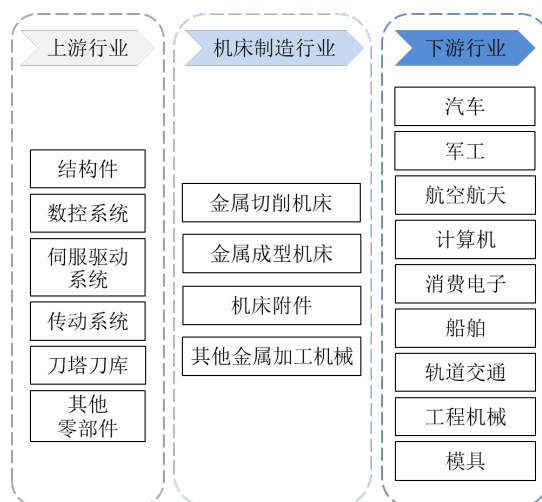 上游行业
结构件
数控系统
伺服驱动
系统
传动系统
刀塔刀库
其他
零部件
机床制造行业
金属切削机床
金属成型机床
机床附件
其他金属加工机械
下游行业
汽车
军工
航空航天
计算机
消费电子
船舶
轨道交通
工程机械
模具